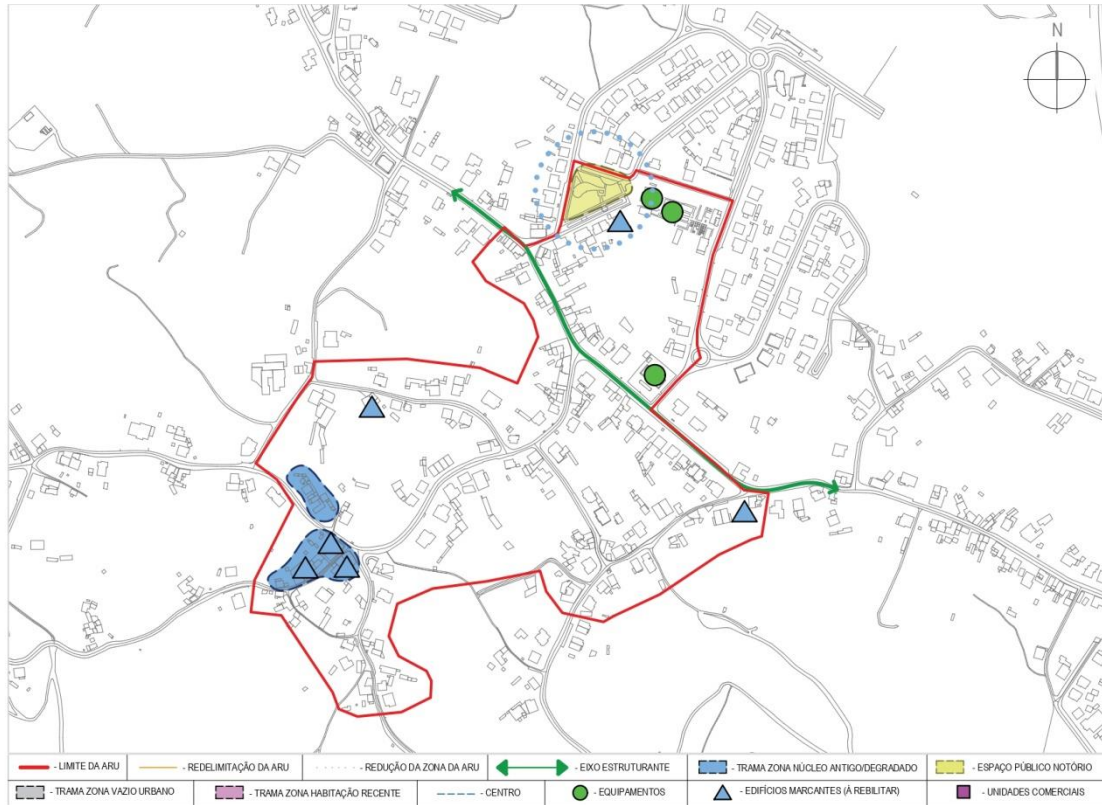 N
- LIMITE DA ARU
- REDELIMITAÇÃO DA ARU
- REDUÇÃO DA ZONA DA ARU
- EIXO ESTRUTURANTE
- TRAMA ZONA NÚCLEO ANTIGO/DEGRADADO
- ESPAÇO PÚBLICO NOTÓRIO
- TRAMA ZONA VAZIO URBANO
- TRAMA ZONA HABITAÇÃO RECENTE
- CENTRO
- EQUIPAMENTOS
- EDIFÍCIOS MARCANTES (À REBILITAR)
- UNIDADES COMERCIAIS